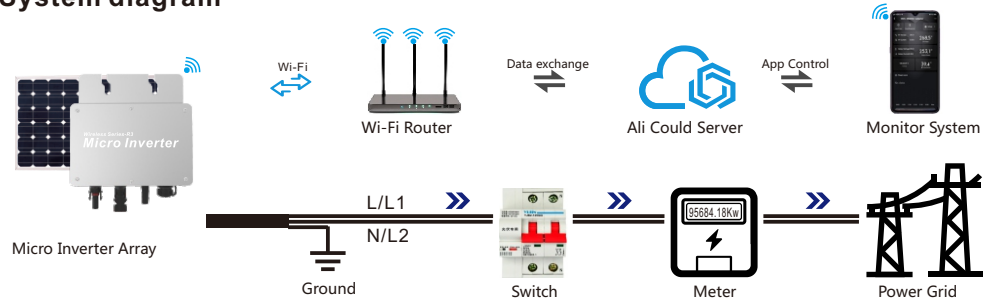 System diagram
Wi-Fi
Data exchange
App Control
Wi-Fi Router
Ali Could Server
Monitor System
Micro Inverter
L/L1
N/L2
95684.18Kw
Micro Inverter Array
Ground
Switch
Meter
Power Grid